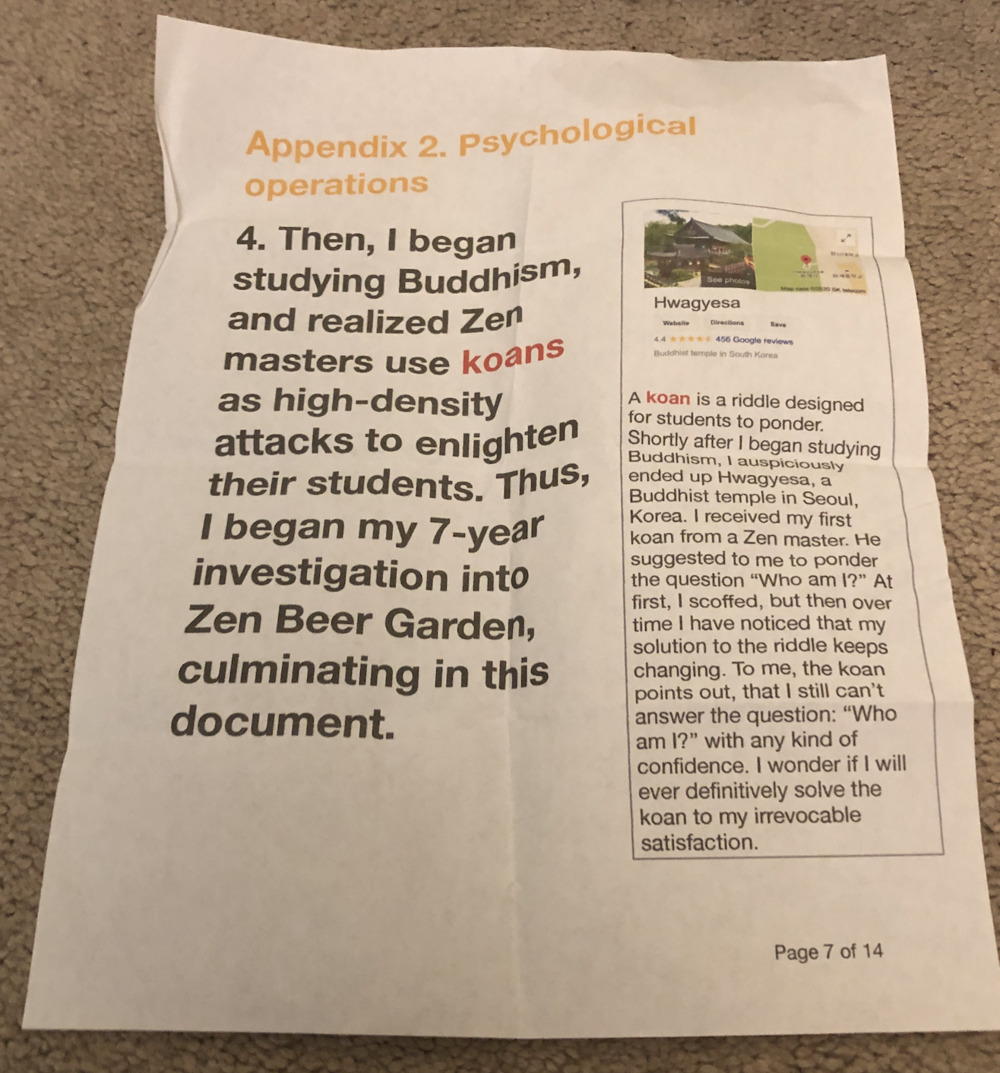 Appendix 2. Psychological
operations
4. Then, I began
studying Buddhism,
and realized Zen
masters use koans
as high-density
attacks to enlighten
their students. Thus,
I began my 7-year
investigation into
Zen Beer Garden,
culminating in this
document.
See photos
Hwagyesa
Website Directions Save
4.4 ★★★★★ 456 Google reviews
Buddhist temple in South Korea
A koan is a riddle designed
for students to ponder.
Shortly after I began studying
Buddhism, I auspiciously
ended up Hwagyesa, a
Buddhist temple in Seoul,
Korea. I received my first
koan from a Zen master. He
suggested to me to ponder
the question “Who am I?” At
first, I scoffed, but then over
time I have noticed that my
solution to the riddle keeps
changing. To me, the koan
points out, that I still can’t
answer the question: “Who
am I?” with any kind of
confidence. I wonder if I will
ever definitively solve the
koan to my irrevocable
satisfaction.
Page 7 of 14